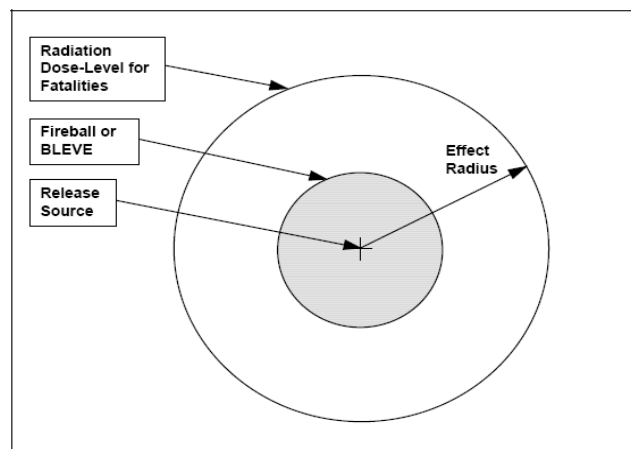 Radiation
Dose-Level for
Fatalities
Fireball or
BLEVE
Release
Source
Effect
Radius